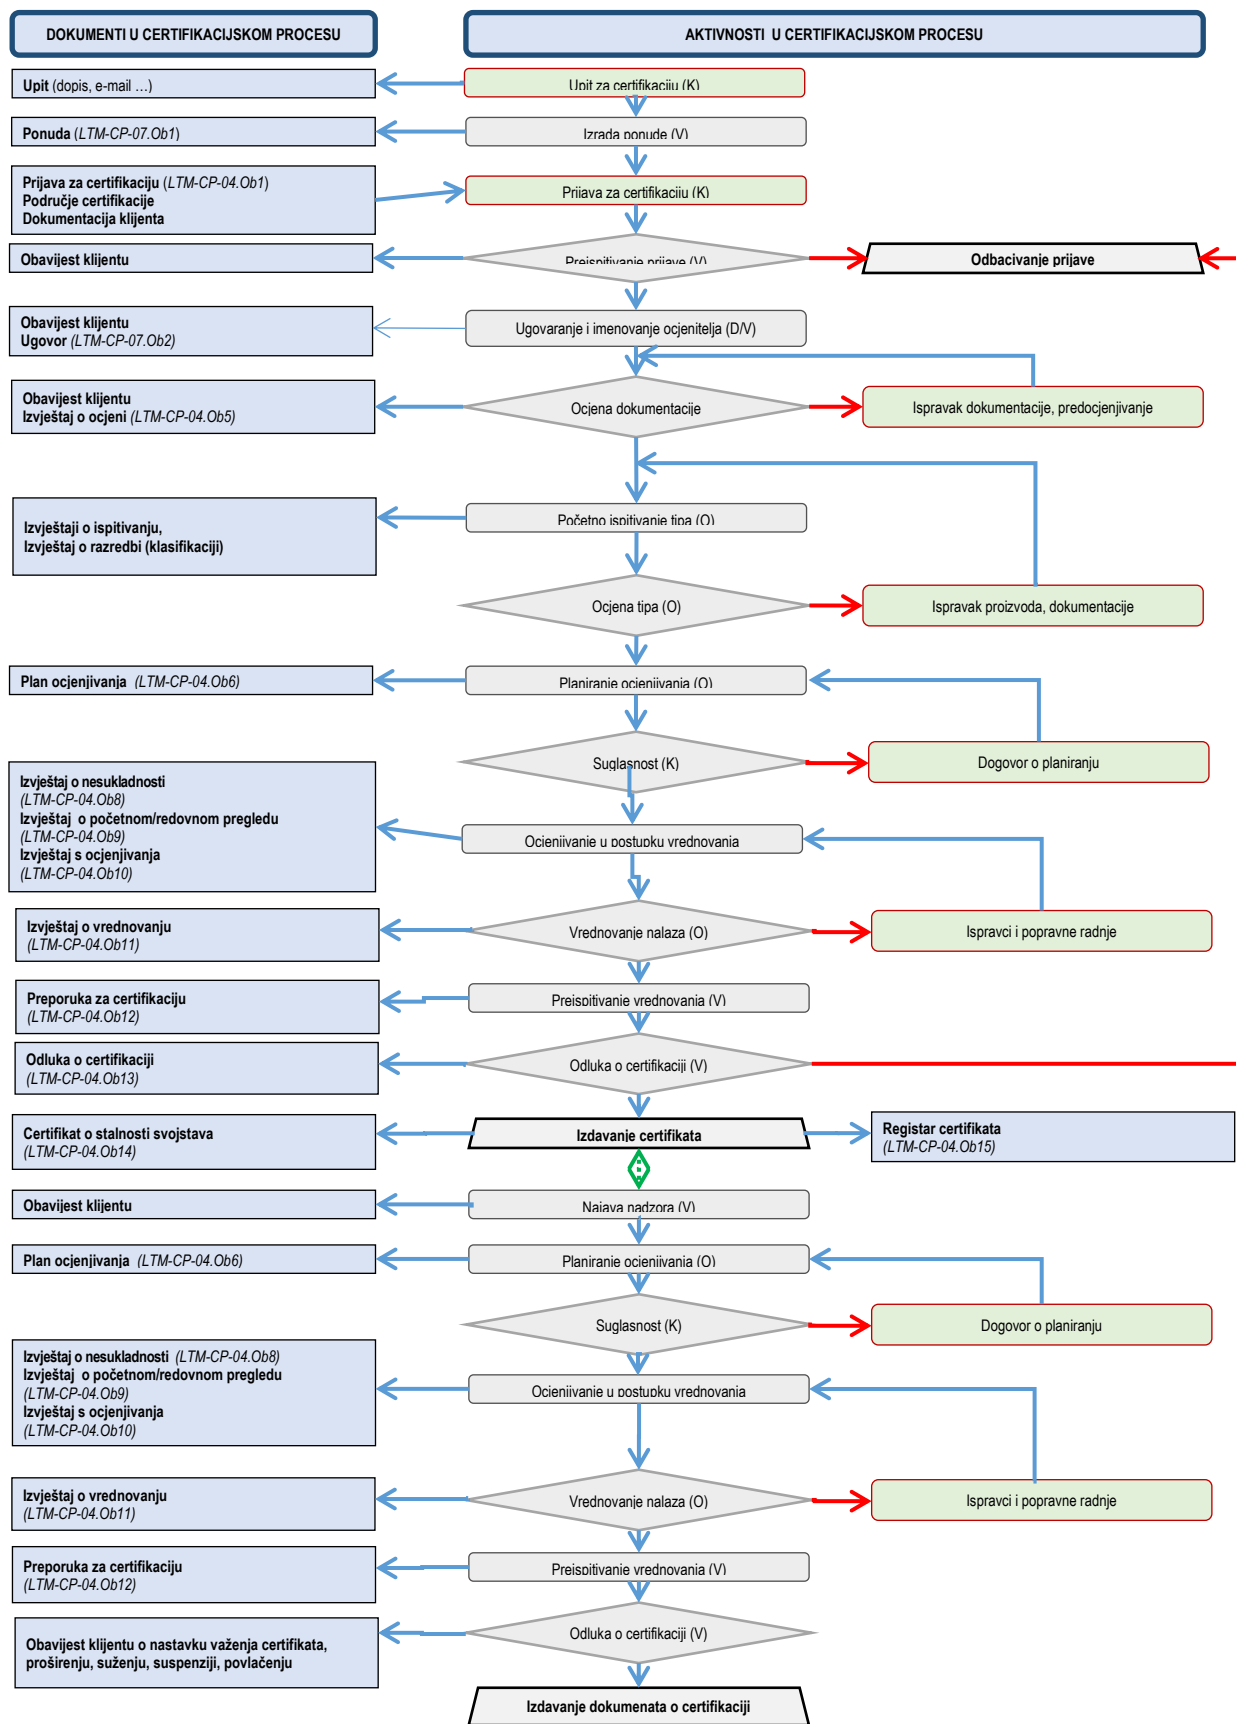 DOKUMENTI U CERTIFIKACIJSKOM PROCESU
AKTIVNOSTI U CERTIFIKACIJSKOM PROCESU
Upit (dopis, e-mail ...)
Upit za certifikaciju (K)
Ponuda (LTM-CP-07.Ob1)
Izrada ponude (V)
Prijava za certifikaciju (LTM-CP-04.Ob1)
Područje certifikacije
Dokumentacija klijenta
Prijava za certifikaciju (K)
Obavijest klijentu
Preispitivanje prijave (V)
Odbacivanje prijave
Obavijest klijentu
Ugovor (LTM-CP-07.Ob2)
Ugovaranje i imenovanje ocjenitelja (D/V)
Obavijest klijentu
Izvještaj o ocjeni (LTM-CP-04.Ob5)
Ocjena dokumentacije
Ispravak dokumentacije, predocjenjivanje
Izvještaji o ispitivanju,
Izvještaj o razredbi (klasifikaciji)
Početno ispitivanje tipa (O)
Ocjena tipa (O)
Ispravak proizvoda, dokumentacije
Plan ocjenjivanja (LTM-CP-04.Ob6)
Planiranje ocjenjivanja (O)
Suglasnost (K)
Dogovor o planiranju
Izvještaj o nesukladnosti
(LTM-CP-04.Ob8)
Izvještaj o početnom/redovnom pregledu
(LTM-CP-04.Ob9)
Izvještaj s ocjenjivanja
(LTM-CP-04.Ob10)
Ocjenjivanje u postupku vrednovanja
Izvještaj o vrednovanju
(LTM-CP-04.Ob11)
Vrednovanje nalaza (O)
Ispravci i popravne radnje
Preporuka za certifikaciju
(LTM-CP-04.Ob12)
Preispitivanje vrednovanja (V)
Odluka o certifikaciji
(LTM-CP-04.Ob13)
Odluka o certifikaciji (V)
Certifikat o stalnosti svojstava
(LTM-CP-04.Ob14)
Izdavanje certifikata
Registar certifikata
(LTM-CP-04.Ob15)
Obavijest klijentu
Najava nadzora (V)
Plan ocjenjivanja (LTM-CP-04.Ob6)
Planiranje ocjenjivanja (O)
Suglasnost (K)
Dogovor o planiranju
Izvještaj o nesukladnosti (LTM-CP-04.Ob8)
Izvještaj o početnom/redovnom pregledu
(LTM-CP-04.Ob9)
Izvještaj s ocjenjivanja
(LTM-CP-04.Ob10)
Ocjenjivanje u postupku vrednovanja
Izvještaj o vrednovanju
(LTM-CP-04.Ob11)
Vrednovanje nalaza (O)
Ispravci i popravne radnje
Preporuka za certifikaciju
(LTM-CP-04.Ob12)
Preispitivanje vrednovanja (V)
Obavijest klijentu o nastavku važenja certifikata,
proširenju, suženju, suspenziji, povlačenju
Odluka o certifikaciji (V)
Izdavanje dokumenata o certifikaciji